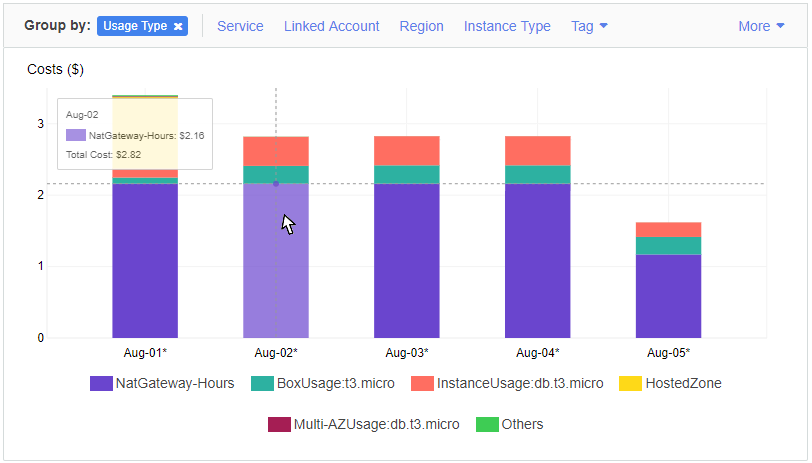 Group by: Usage Type × Service Linked Account Region Instance Type Tag More
Costs ($)
3
Aug-02
NatGateway-Hours: $2.16
Total Cost: $2.82
2
1
0
Aug-01* Aug-02* Aug-03* Aug-04* Aug-05*
NatGateway-Hours BoxUsage:t3.micro InstanceUsage:db.t3.micro HostedZone
Multi-AZUsage:db.t3.micro Others